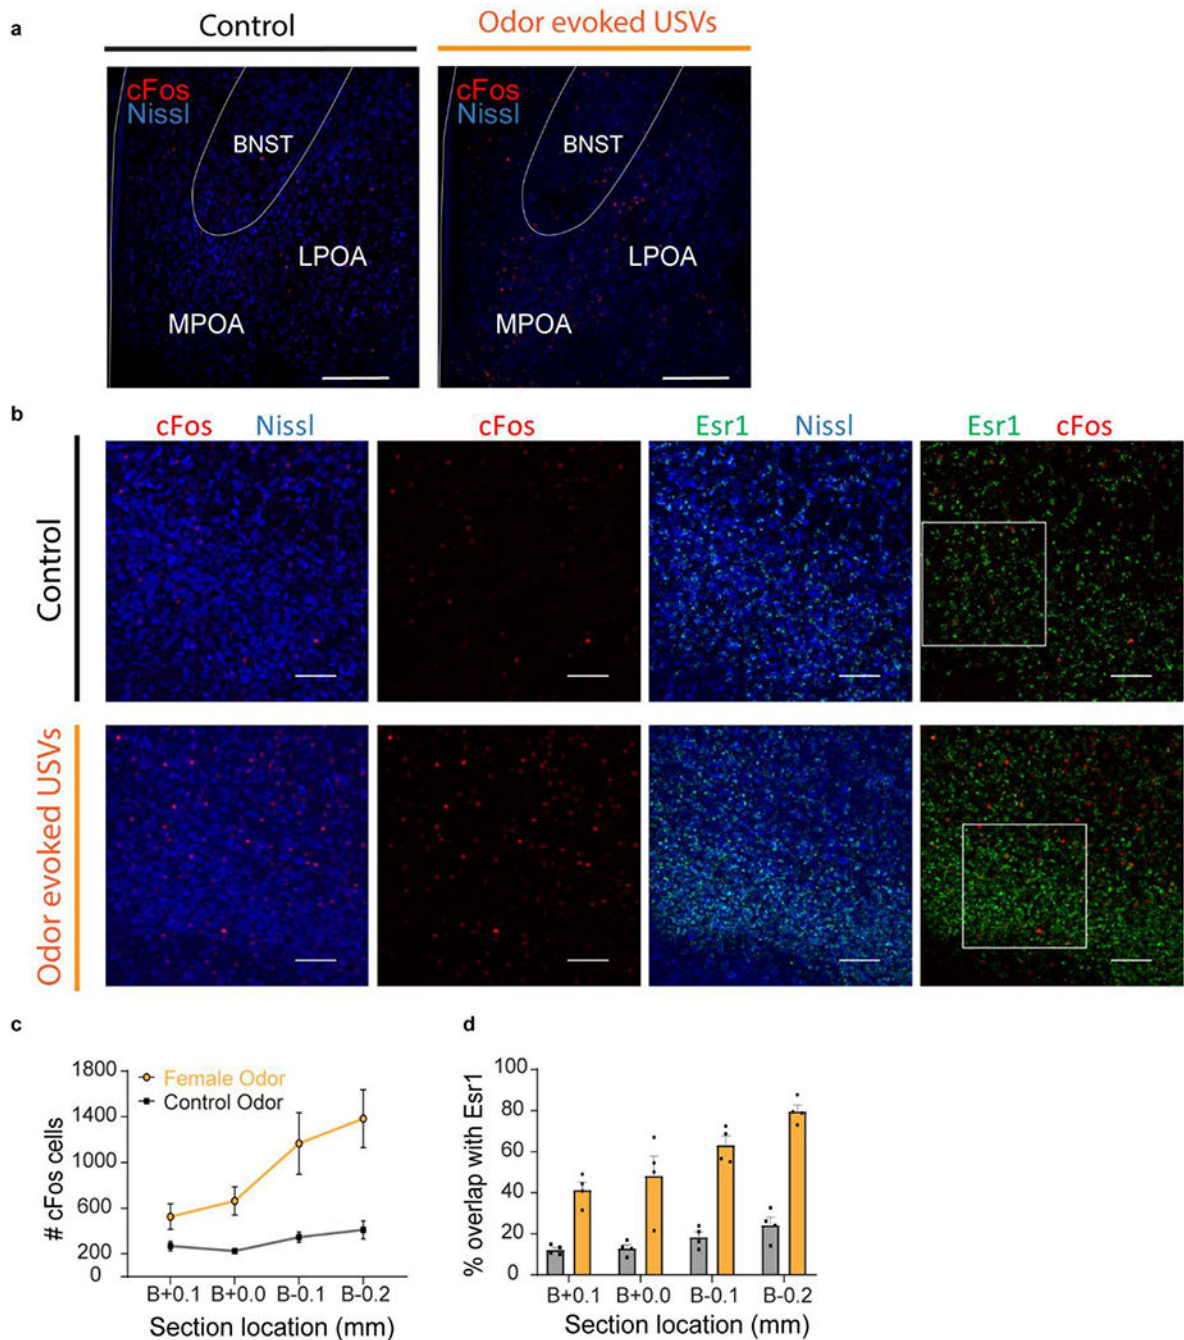 a
Control
Odor evoked USVs
cFos
Nissl
BNST
LPOA
MPOA
cFos
Nissl
BNST
LPOA
MPOA
b
cFos Nissl
cFos
Esr1 Nissl
Esr1 cFos
Control
Odor evoked USVs
c
# cFos cells
1800
1400
1000
600
200
0
Female Odor
Control Odor
B+0.1 B+0.0 B-0.1 B-0.2
Section location (mm)
d
% overlap with Esr1
100
80
60
40
20
0
B+0.1 B+0.0 B-0.1 B-0.2
Section location (mm)